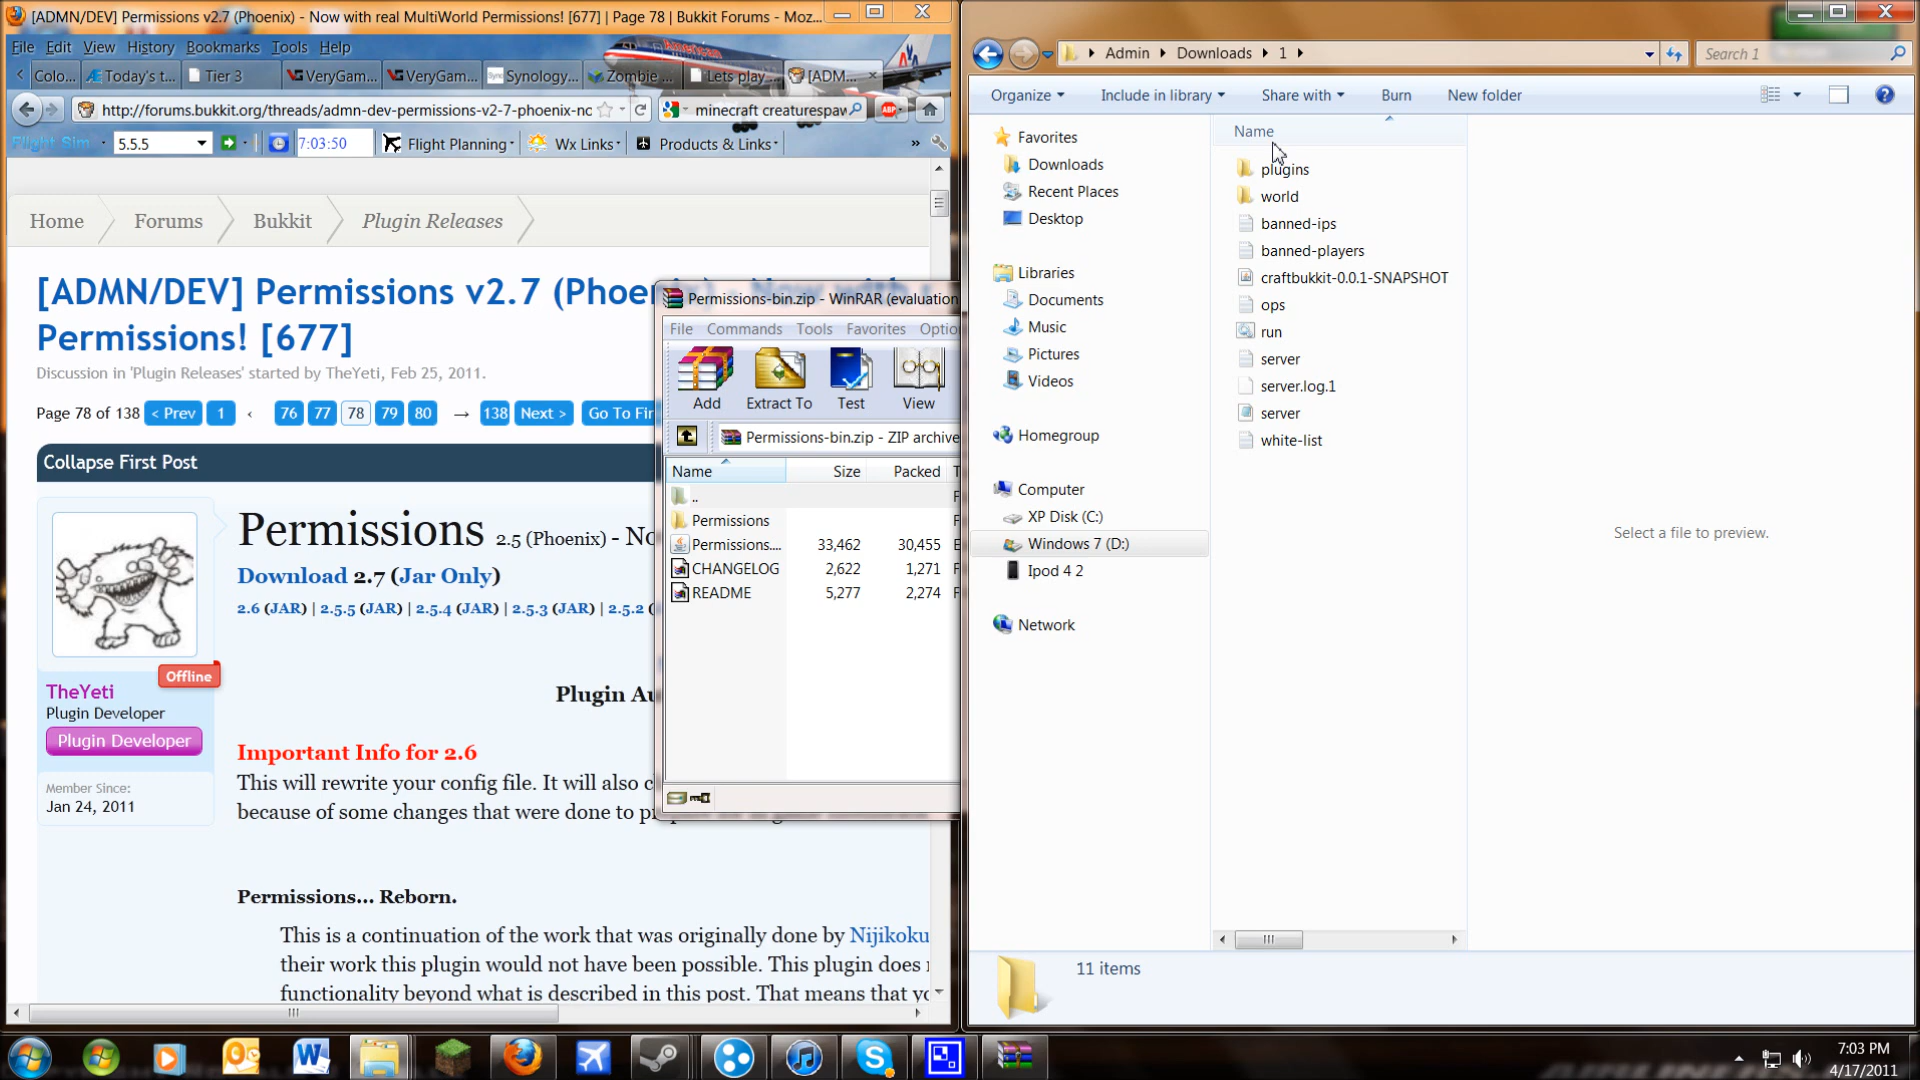 [ADMN/DEV] Permissions v2.7 (Phoenix) - Now with real MultiWorld Permissions! [677] | Page 78 | Bukkit Forums - Moz...
File Edit View History Bookmarks Tools Help
Colo... Today's t... Tier 3 VeryGam... VeryGam... Synology... Zombie ... Lets play ... [ADM...
http://forums.bukkit.org/threads/admn-dev-permissions-v2-7-phoenix-nc
minecraft creaturespaw
Flight Sim 5.5.5 7:03:50 Flight Planning Wx Links Products & Links
Home Forums Bukkit Plugin Releases
[ADMN/DEV] Permissions v2.7 (Phoe
Permissions! [677]
Discussion in 'Plugin Releases' started by TheYeti, Feb 25, 2011.
Page 78 of 138 < Prev 1 ‹ 76 77 78 79 80 → 138 Next > Go To Fir
Collapse First Post
Permissions 2.5 (Phoenix) - No
Download 2.7 (Jar Only)
2.6 (JAR) | 2.5.5 (JAR) | 2.5.4 (JAR) | 2.5.3 (JAR) | 2.5.2 (
Offline
TheYeti
Plugin Developer
Plugin Developer
Member Since:
Jan 24, 2011
Plugin Au
Important Info for 2.6
This will rewrite your config file. It will also c
because of some changes that were done to
Permissions... Reborn.
This is a continuation of the work that was originally done by Nijikoku
their work this plugin would not have been possible. This plugin does
functionality beyond what is described in this post. That means that yo
Permissions-bin.zip - WinRAR (evaluation
File Commands Tools Favorites Optio
Add Extract To Test View
Permissions-bin.zip - ZIP archive
Name Size Packed T
.. F
Permissions F
Permissions.... 33,462 30,455 E
CHANGELOG 2,622 1,271 F
README 5,277 2,274 F
Admin Downloads 1
Search 1
Organize Include in library Share with Burn New folder
Favorites
Downloads
Recent Places
Desktop
Libraries
Documents
Music
Pictures
Videos
Homegroup
Computer
XP Disk (C:)
Windows 7 (D:)
Ipod 4 2
Network
Name
plugins
world
banned-ips
banned-players
craftbukkit-0.0.1-SNAPSHOT
ops
run
server
server.log.1
server
white-list
Select a file to preview.
11 items
7:03 PM
4/17/2011